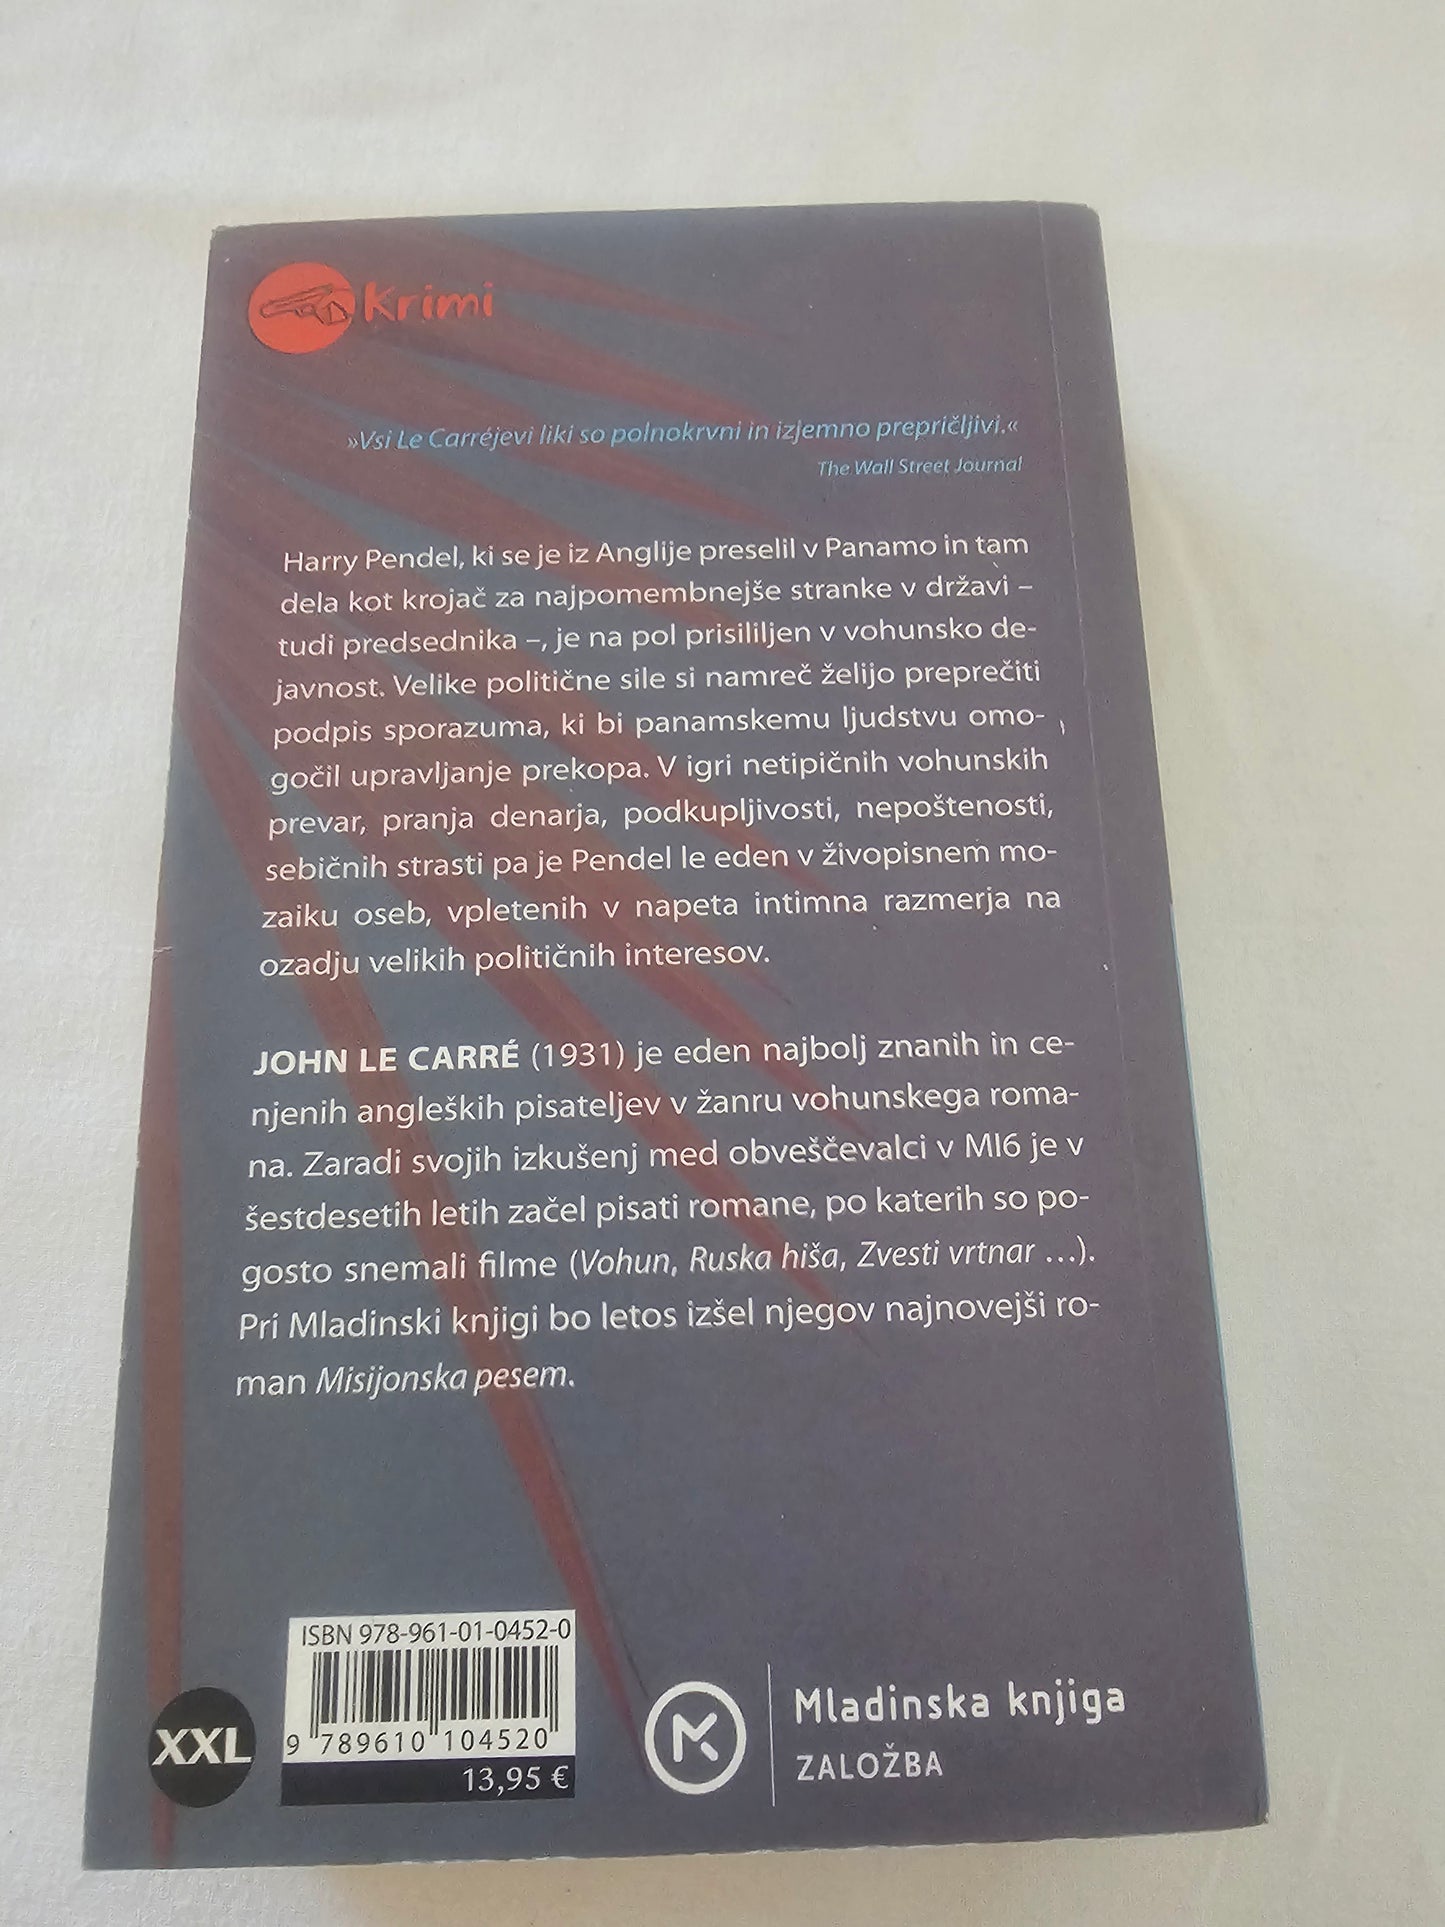 Krimi
»Vsi Le Carréjevi liki so polnokrvni in izjemno prepričljivi.«
The Wall Street Journal
Harry Pendel, ki se je iz Anglije preselil v Panamo in tam
dela kot krojač za najpomembnejše stranke v državi –
tudi predsednika –, je na pol prisililjen v vohunsko de-
javnost. Velike politične sile si namreč želijo preprečiti
podpis sporazuma, ki bi panamskemu ljudstvu omo-
gočil upravljanje prekopa. V igri netipičnih vohunskih
prevar, pranja denarja, podkupljivosti, nepoštenosti,
sebičnih strasti pa je Pendel le eden v živopisnem mo-
zaiku oseb, vpletenih v napeta intimna razmerja na
ozadju velikih političnih interesov.
JOHN LE CARRÉ (1931) je eden najbolj znanih in ce-
njenih angleških pisateljev v žanru vohunskega roma-
na. Zaradi svojih izkušenj med obveščevalci v MI6 je v
šestdesetih letih začel pisati romane, po katerih so po-
gosto snemali filme (Vohun, Ruska hiša, Zvesti vrtnar ...).
Pri Mladinski knjigi bo letos izšel njegov najnovejši ro-
man Misijonska pesem.
ISBN 978-961-01-0452-0
9 789610 104520
13,95 €
XXL
Mladinska knjiga
ZALOŽBA